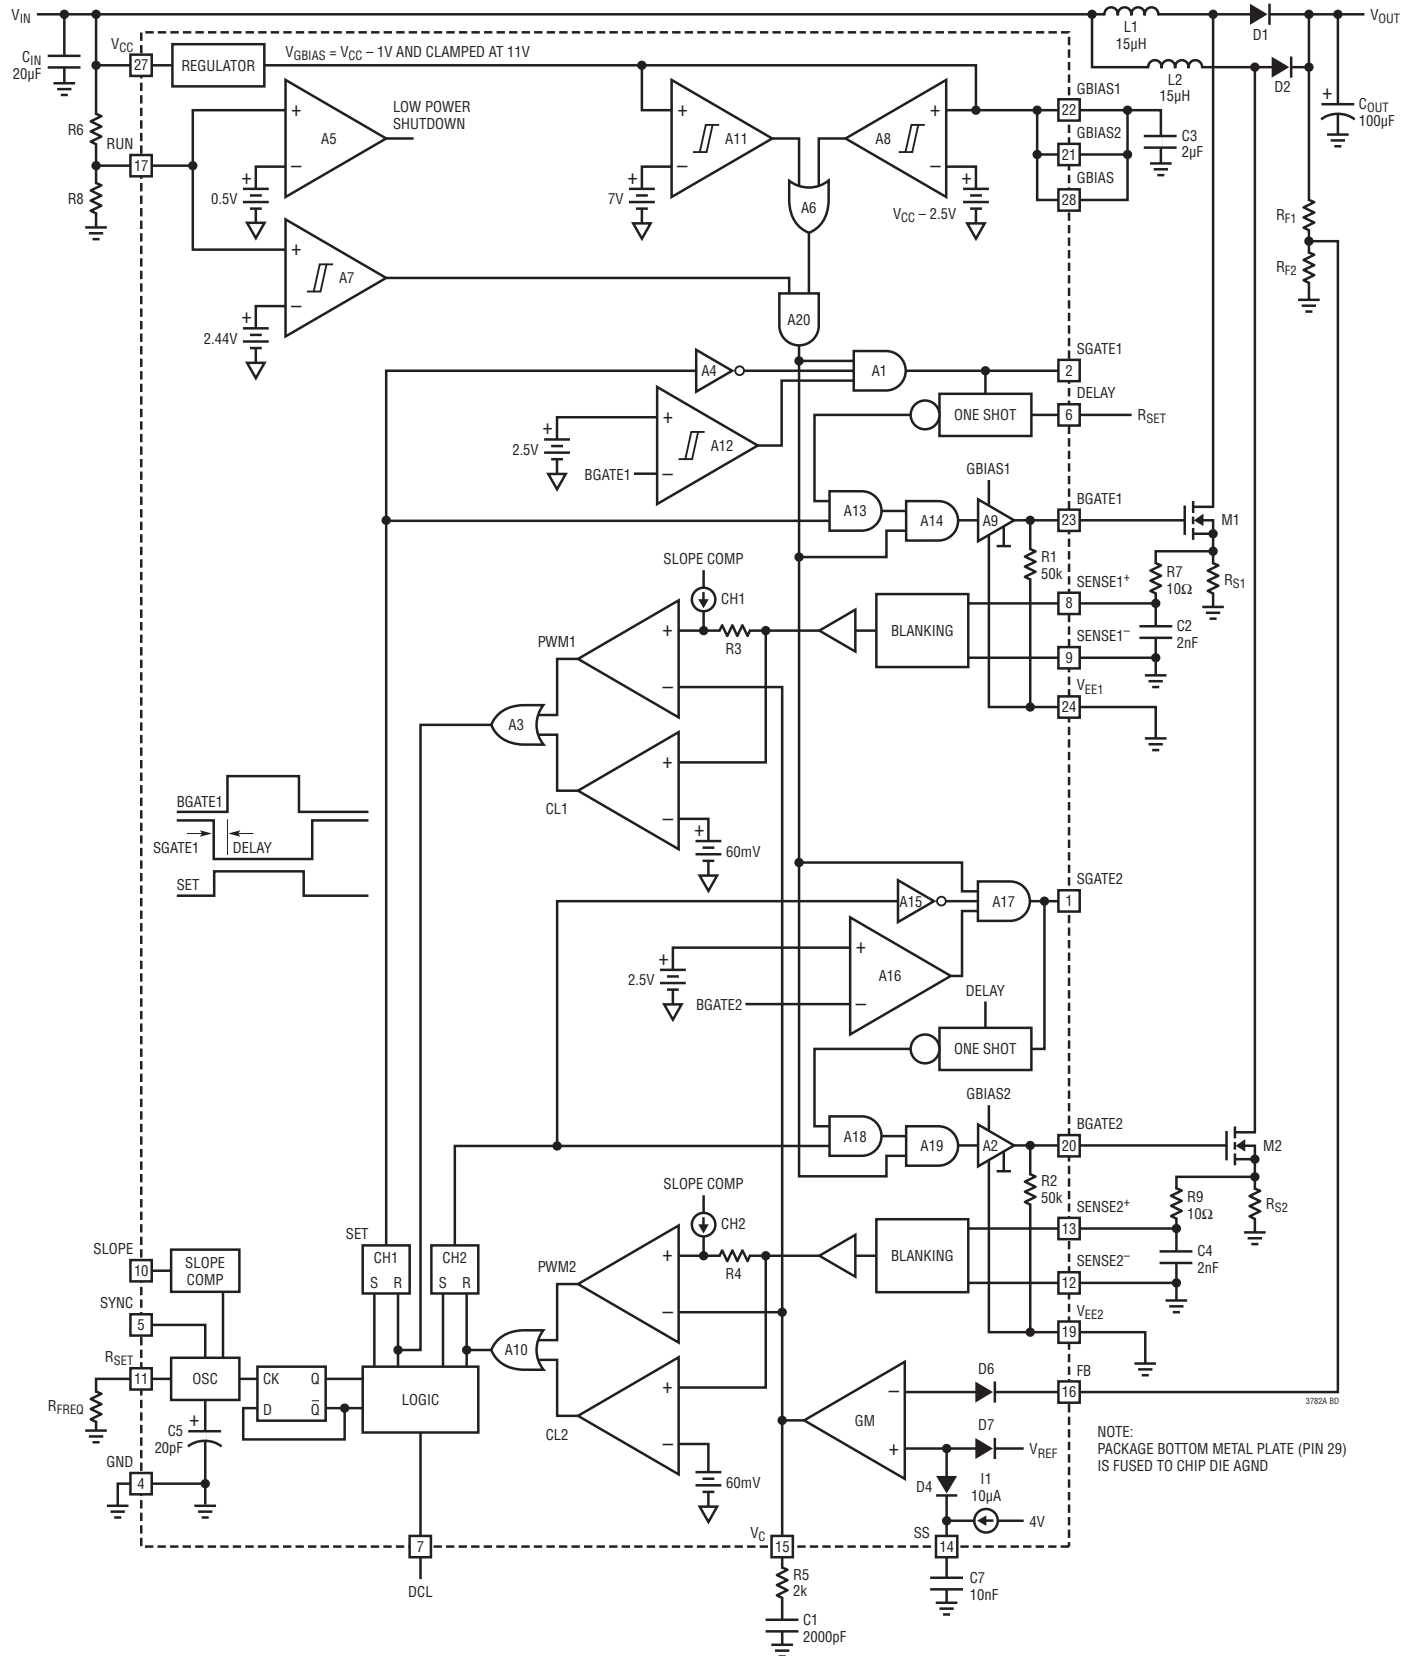 VIN
VOUT
L1
15µH
D1
L2
15µH
D2
CIN
20µF
VCC
27
REGULATOR
VGBIAS = VCC – 1V AND CLAMPED AT 11V
R6
RUN
17
R8
+
–
A5
LOW POWER
SHUTDOWN
+
0.5V
+
–
A7
+
2.44V
+
–
A11
+
7V
+
–
A8
+
VCC – 2.5V
A6
A20
GBIAS1
22
GBIAS2
21
GBIAS
28
C3
2µF
+
COUT
100µF
RF1
RF2
A4
A1
SGATE1
2
DELAY
6
RSET
ONE SHOT
+
–
A12
+
2.5V
BGATE1
GBIAS1
A13
A14
A9
BGATE1
23
M1
R1
50k
R7
10Ω
RS1
SENSE1+
8
C2
2nF
SENSE1–
9
VEE1
24
SLOPE COMP
CH1
R3
BLANKING
PWM1
+
–
A3
CL1
+
–
+
60mV
BGATE1
SGATE1
DELAY
SET
A15
A17
SGATE2
1
+
–
A16
+
2.5V
BGATE2
DELAY
ONE SHOT
GBIAS2
A18
A19
A2
BGATE2
20
M2
R2
50k
R9
10Ω
RS2
SENSE2+
13
C4
2nF
SENSE2–
12
VEE2
19
FB
16
SLOPE COMP
CH2
R4
BLANKING
PWM2
+
–
A10
CL2
+
–
+
60mV
SET
CH1
S R
CH2
S R
SLOPE
10
SLOPE
COMP
SYNC
5
RSET
11
OSC
CK Q
D Q̅
LOGIC
RFREQ
C5
20pF
+
GND
4
7
DCL
–
+
GM
D6
D7
VREF
D4
I1
10µA
4V
SS
14
C7
10nF
VC
15
R5
2k
C1
2000pF
3782A BD
NOTE:
PACKAGE BOTTOM METAL PLATE (PIN 29)
IS FUSED TO CHIP DIE AGND